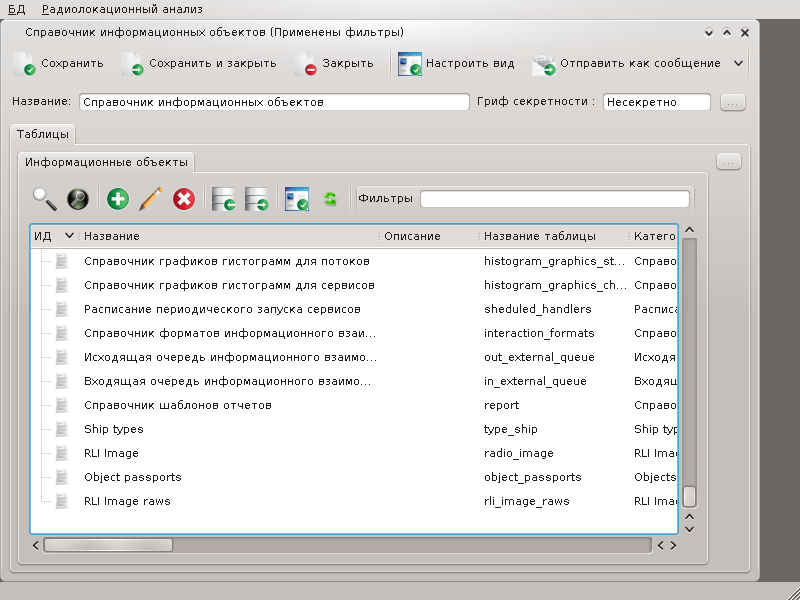 БД Радиолокационный анализ
Справочник информационных объектов (Применены фильтры)
Сохранить Сохранить и закрыть Закрыть Настроить вид Отправить как сообщение
Название: Справочник информационных объектов Гриф секретности : Несекретно ...
Таблицы
Информационные объекты ...
Фильтры
ИД Название Описание Название таблицы Катего
Справочник графиков гистограмм для потоков histogram_graphics_st... Справо
Справочник графиков гистограмм для сервисов histogram_graphics_ch... Справо
Расписание периодического запуска сервисов sheduled_handlers Расписа
Справочник форматов информационного взаи... interaction_formats Справо
Исходящая очередь информационного взаимо... out_external_queue Исходя
Входящая очередь информационного взаимо... in_external_queue Входящ
Справочник шаблонов отчетов report Справо
Ship types type_ship Ship typ
RLI Image radio_image RLI Imag
Object passports object_passports Objects
RLI Image raws rli_image_raws RLI Imag